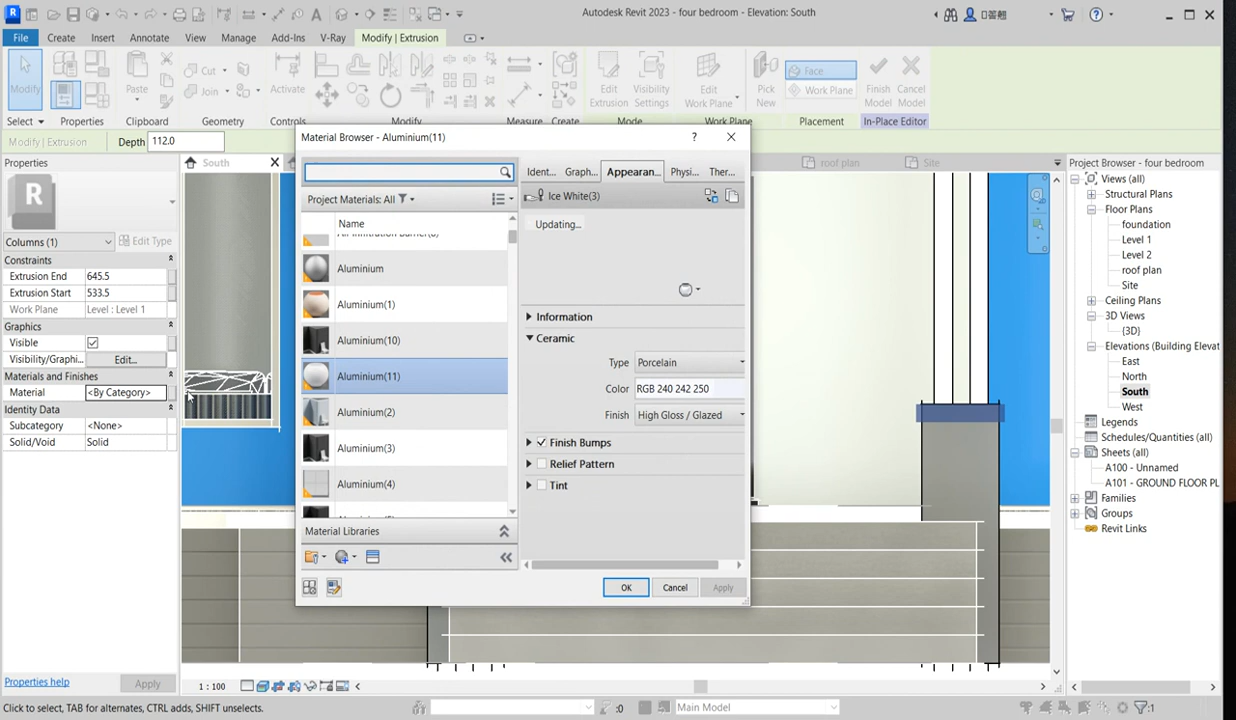 Autodesk Revit 2023 - four bedroom - Elevation: South
File Create Insert Annotate View Manage Add-Ins V-Ray Modify | Extrusion
Modify
Paste
Cut
Join
Activate
Edit
Extrusion
Visibility
Settings
Edit
Work Plane
Pick
New
Face
Work Plane
Finish
Model
Cancel
Model
Select Properties Clipboard Geometry Controls Modify Measure Create Mode Work Plane Placement In-Place Editor
Modify | Extrusion Depth 112.0
Properties
Columns (1) Edit Type
Constraints
Extrusion End 645.5
Extrusion Start 533.5
Work Plane Level : Level 1
Graphics
Visible
Visibility/Graphi... Edit...
Materials and Finishes
Material <By Category>
Identity Data
Subcategory <None>
Solid/Void Solid
Properties help Apply
South
roof plan
Site
Material Browser - Aluminium(11) ?
Project Materials: All
Name
Air Infiltration Barrier(6)
Aluminium
Aluminium(1)
Aluminium(10)
Aluminium(11)
Aluminium(2)
Aluminium(3)
Aluminium(4)
Material Libraries
Ident... Graph... Appearan... Physi... Ther...
Ice White(3)
Updating...
Information
Ceramic
Type Porcelain
Color RGB 240 242 250
Finish High Gloss / Glazed
Finish Bumps
Relief Pattern
Tint
OK Cancel Apply
Project Browser - four bedroom
Views (all)
Structural Plans
Floor Plans
foundation
Level 1
Level 2
roof plan
Site
Ceiling Plans
3D Views
{3D}
Elevations (Building Elevat
East
North
South
West
Legends
Schedules/Quantities (all)
Sheets (all)
A100 - Unnamed
A101 - GROUND FLOOR PL
Families
Groups
Revit Links
1 : 100
Click to select, TAB for alternates, CTRL adds, SHIFT unselects.
:0
Main Model
:1